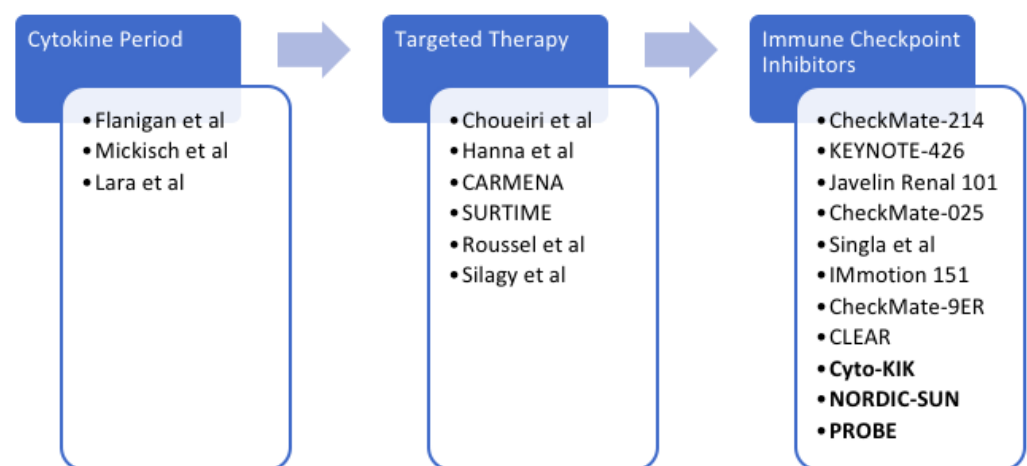 Cytokine Period
• Flanigan et al
• Mickisch et al
• Lara et al
Targeted Therapy
• Choueiri et al
• Hanna et al
• CARMENA
• SURTIME
• Roussel et al
• Silagy et al
Immune Checkpoint
Inhibitors
• CheckMate-214
• KEYNOTE-426
• Javelin Renal 101
• CheckMate-025
• Singla et al
• IMmotion 151
• CheckMate-9ER
• CLEAR
• Cyto-KIK
• NORDIC-SUN
• PROBE